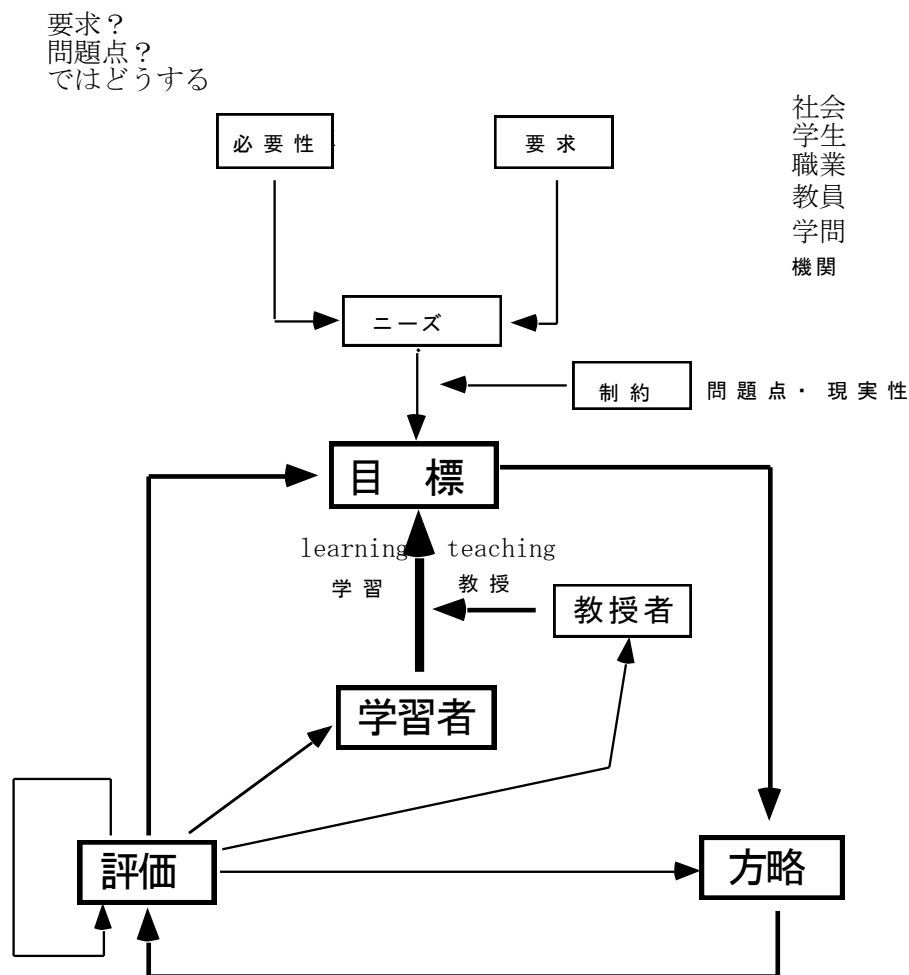 要求？
問題点？
ではどうする
社会
学生
職業
教員
学問
機関
必要性
要求
ニーズ
制約
問題点・現実性
目 標
learning
teaching
学習
教授
教授者
学習者
評価
方略